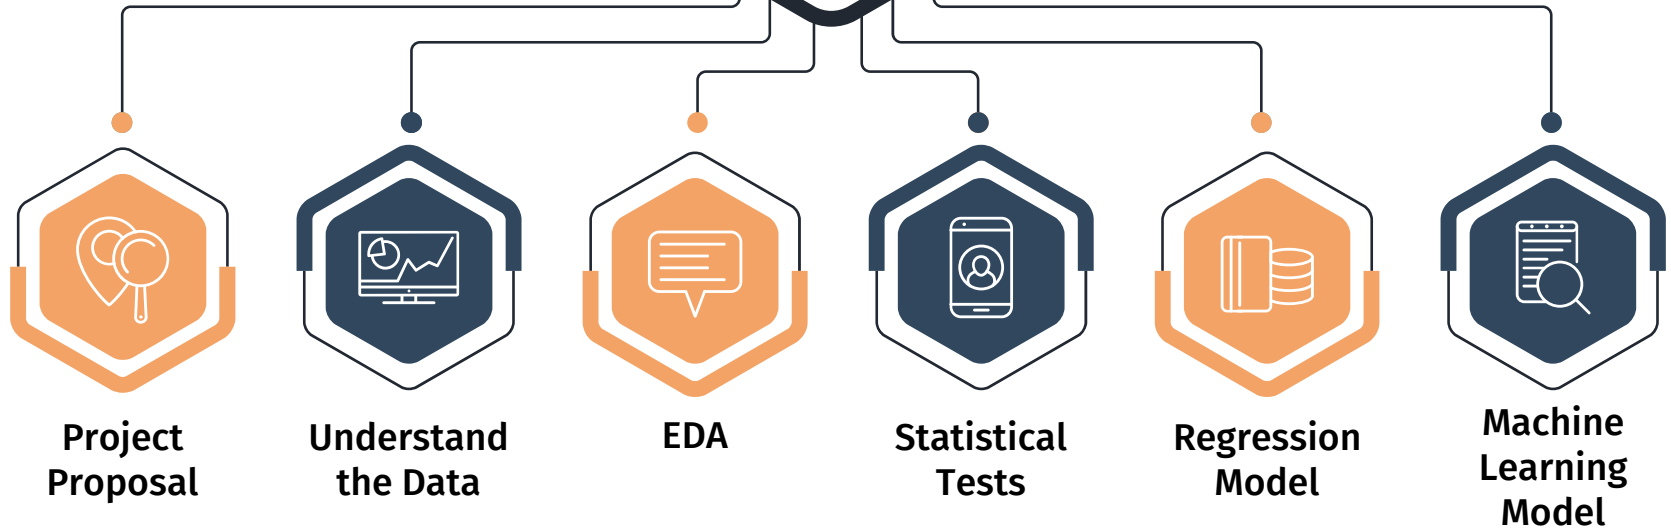 Project
Proposal
Understand
the Data
EDA
Statistical
Tests
Regression
Model
Machine
Learning
Model